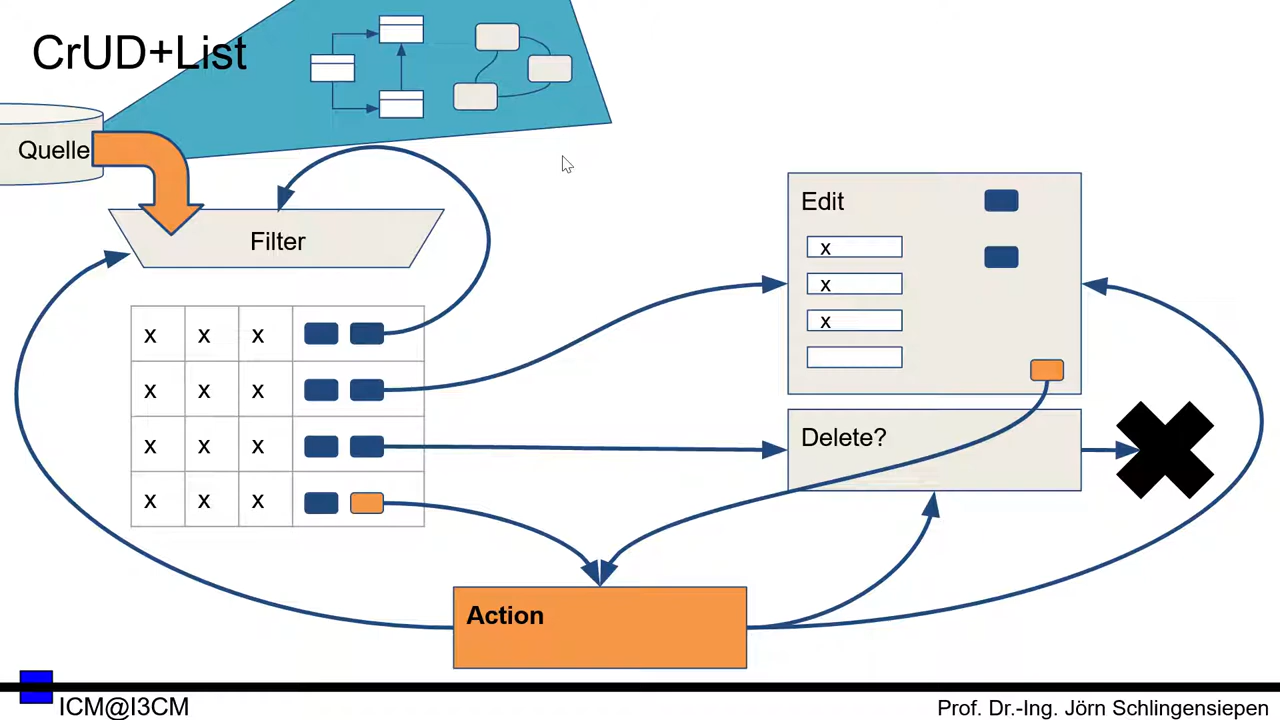 CrUD+List
Quelle
Filter
x x x
x x x
x x x
x x x
Edit
x
x
x
Delete?
Action
ICM@I3CM
Prof. Dr.-Ing. Jörn Schlingensiepen